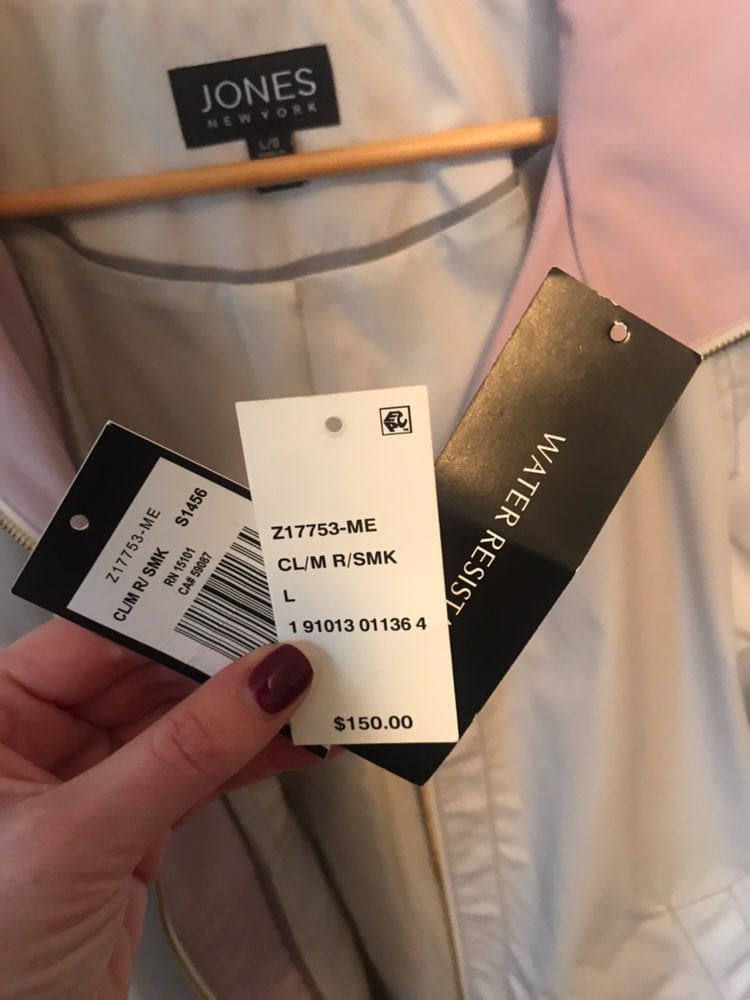 JONES
NEW YORK
L/G
Z17753-ME
S1456
CL/M R/ SMK
RN 15101
CA# 59087
Z17753-ME
CL/M R/SMK
L
1 91013 01136 4
$150.00
WATER RESIST